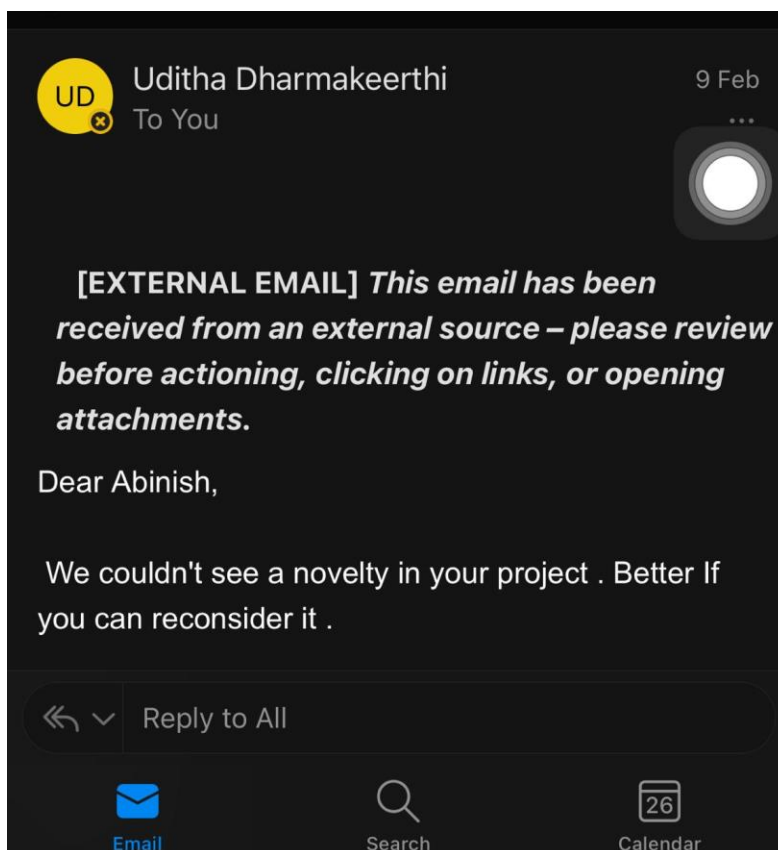 Uditha Dharmakeerthi
9 Feb
UD
To You
[EXTERNAL EMAIL] This email has been
received from an external source – please review
before actioning, clicking on links, or opening
attachments.
Dear Abinish,
We couldn't see a novelty in your project . Better If
you can reconsider it .
Reply to All
26
Email
Search
Calendar